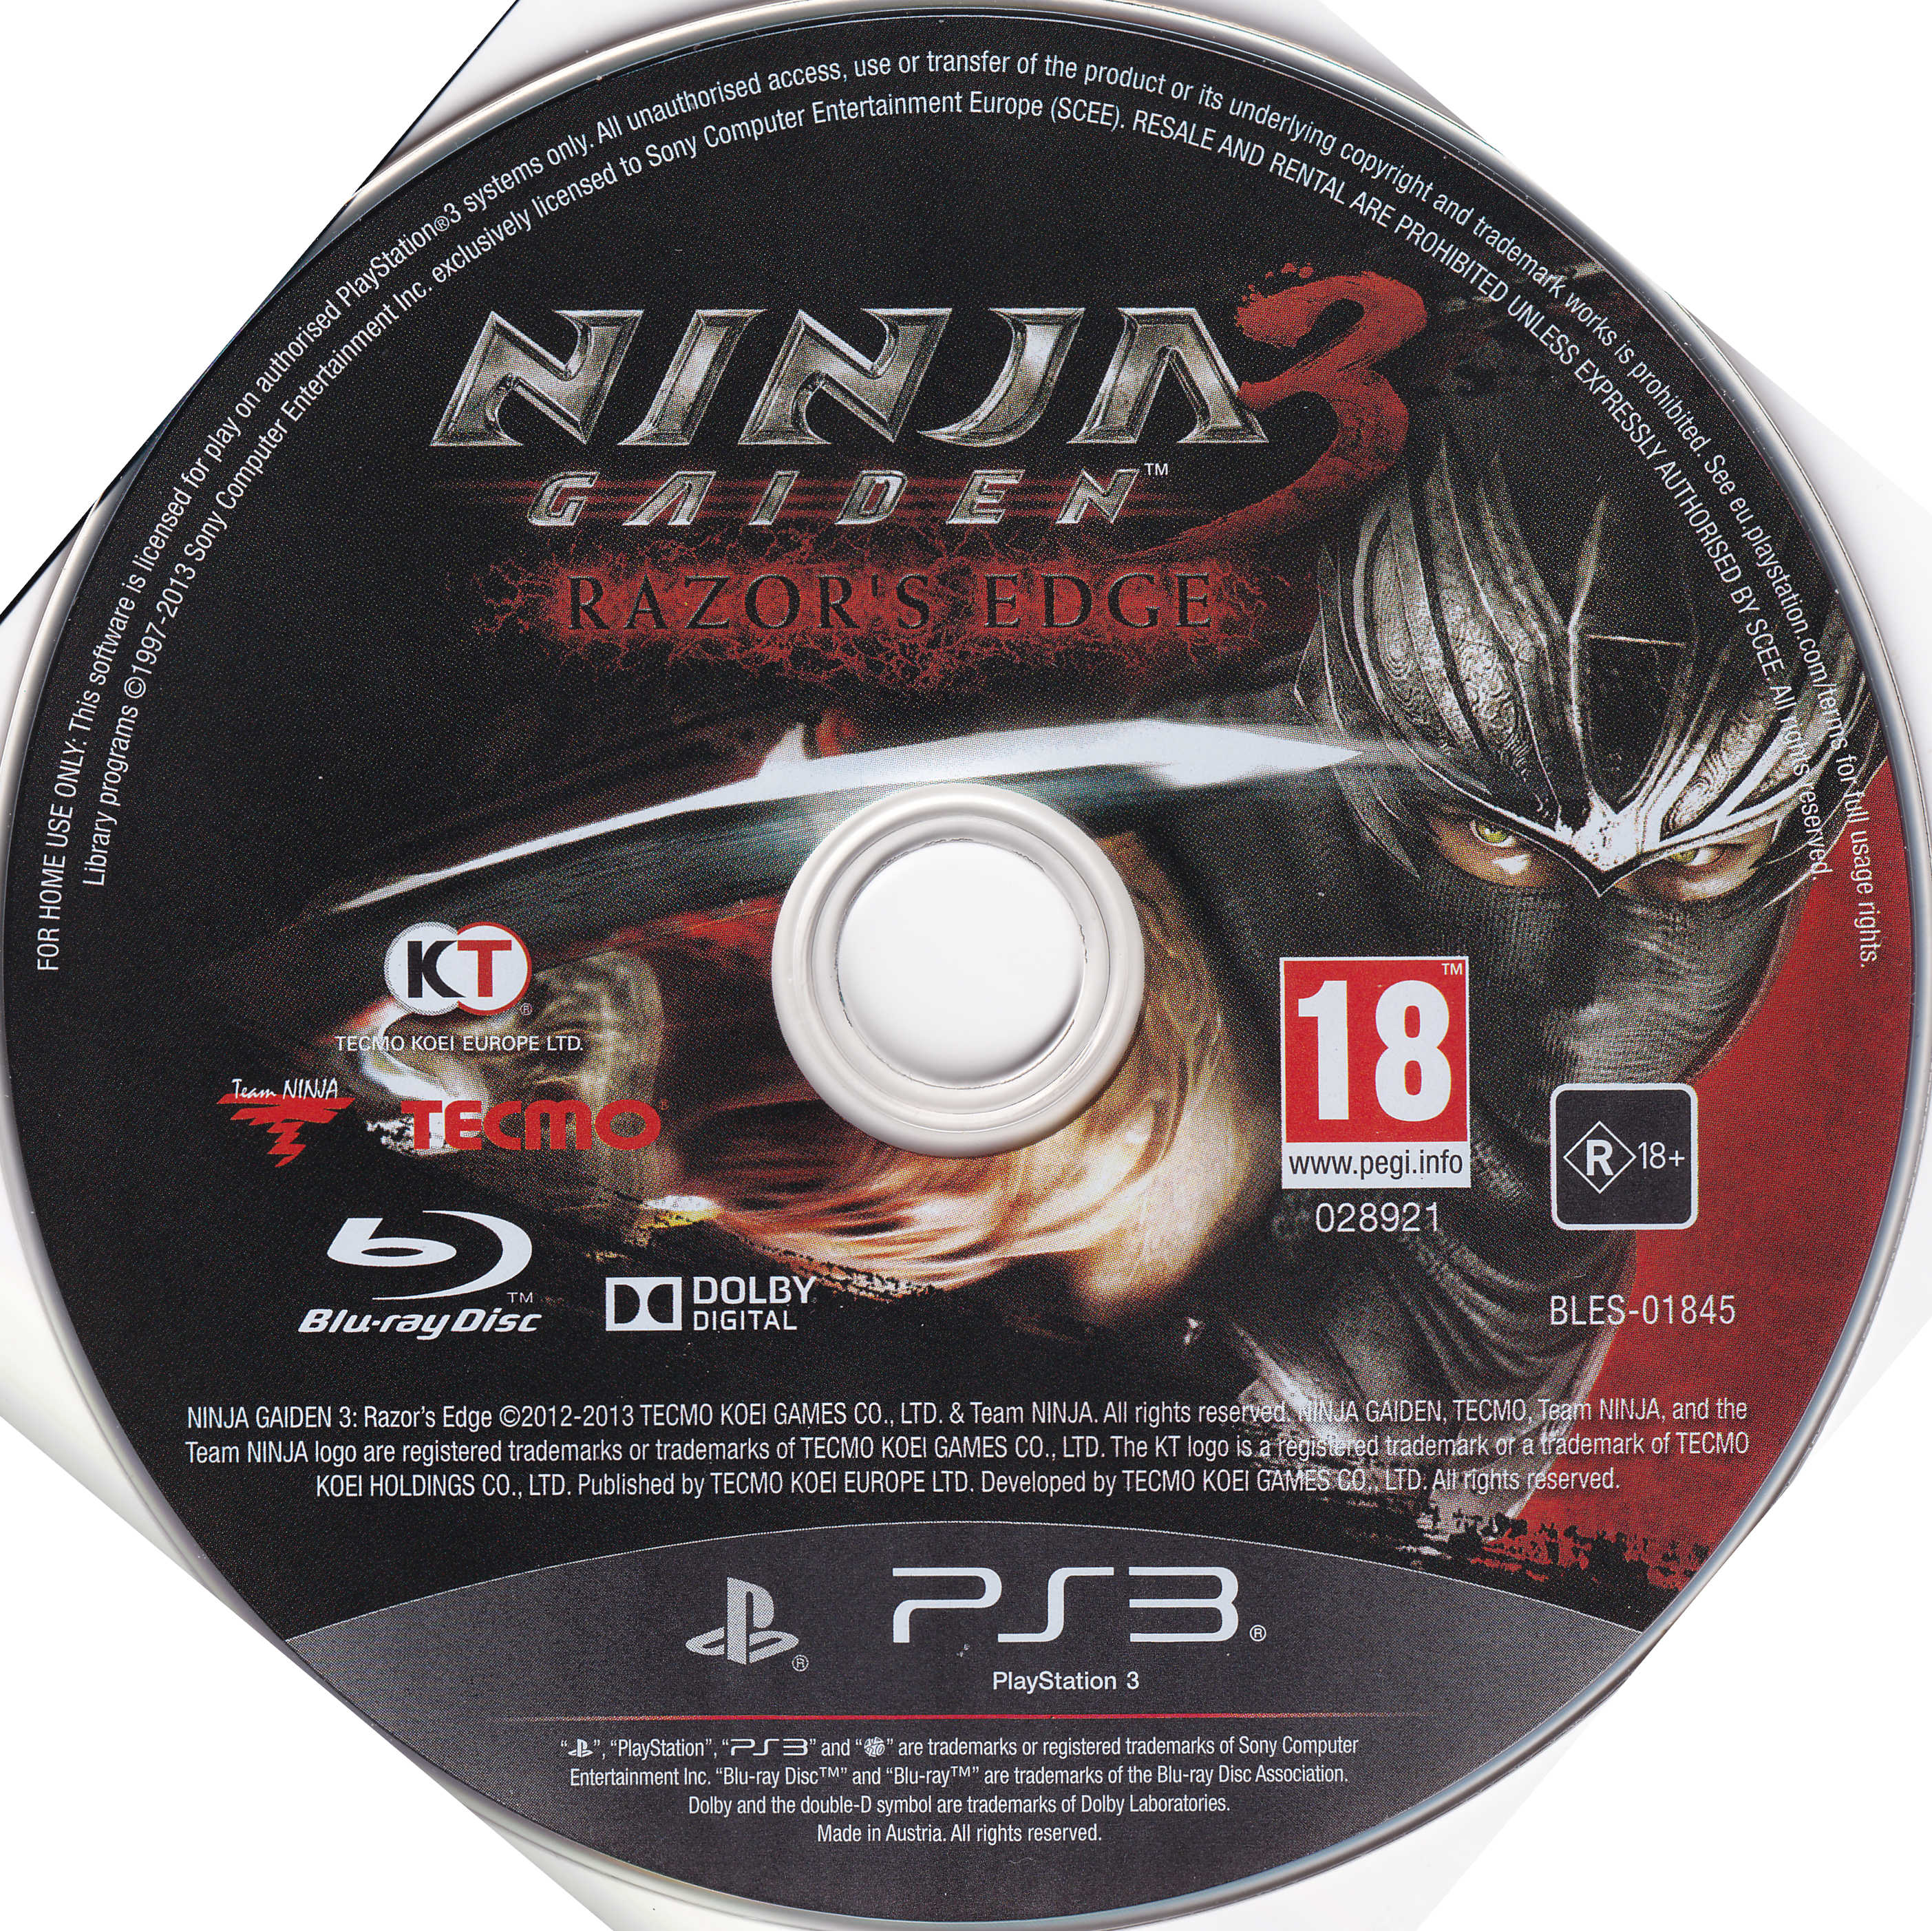 FOR HOME USE ONLY: This software is licensed for play on authorised PlayStation®3 systems only. All unauthorised access, use or transfer of the product or its underlying copyright and trademark works is prohibited. See eu.playstation.com/terms for full usage rights.
Library programs ©1997-2013 Sony Computer Entertainment Inc. exclusively licensed to Sony Computer Entertainment Europe (SCEE). RESALE AND RENTAL ARE PROHIBITED UNLESS EXPRESSLY AUTHORISED BY SCEE. All rights reserved.
NINJA 3
GAIDEN™
RAZOR'S EDGE
KT®
TECMO KOEI EUROPE LTD.
Team NINJA
TECMO®
18™
www.pegi.info
028921
R 18+
Blu-ray Disc™
DOLBY
DIGITAL
BLES-01845
NINJA GAIDEN 3: Razor's Edge ©2012-2013 TECMO KOEI GAMES CO., LTD. & Team NINJA. All rights reserved. NINJA GAIDEN, TECMO, Team NINJA, and the
Team NINJA logo are registered trademarks or trademarks of TECMO KOEI GAMES CO., LTD. The KT logo is a registered trademark or a trademark of TECMO
KOEI HOLDINGS CO., LTD. Published by TECMO KOEI EUROPE LTD. Developed by TECMO KOEI GAMES CO., LTD. All rights reserved.
® PS3®
PlayStation 3
“ ”, “PlayStation”, “PS3” and “ ” are trademarks or registered trademarks of Sony Computer
Entertainment Inc. “Blu-ray Disc™” and “Blu-ray™” are trademarks of the Blu-ray Disc Association.
Dolby and the double-D symbol are trademarks of Dolby Laboratories.
Made in Austria. All rights reserved.